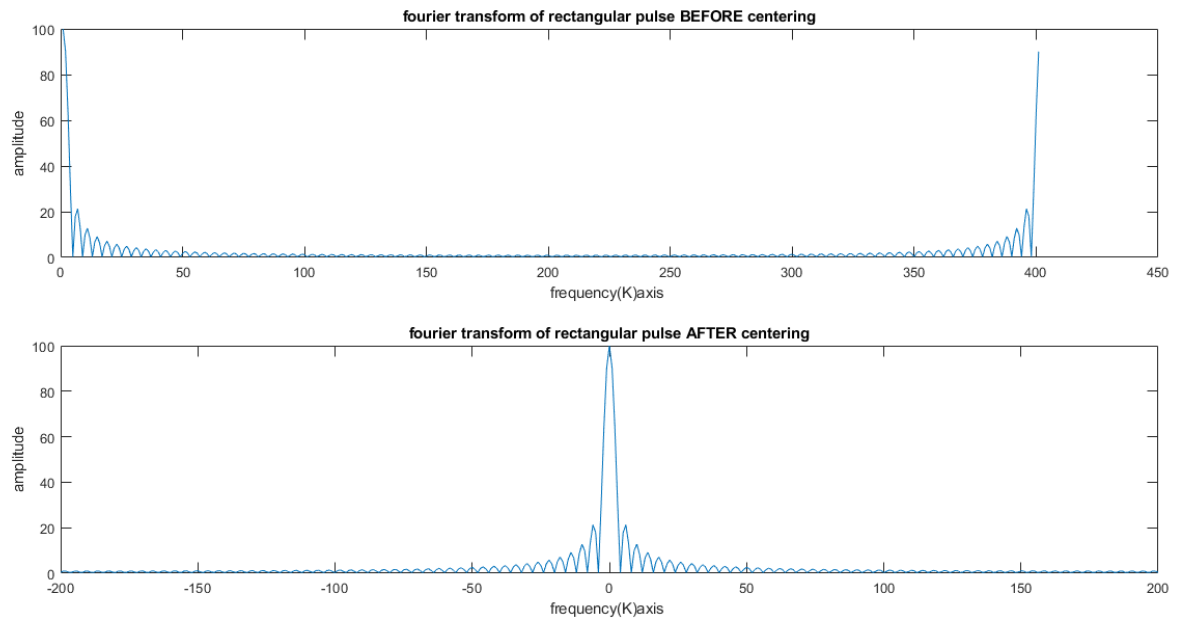 fourier transform of rectangular pulse BEFORE centering
100
80
60
40
20
0
amplitude
0 50 100 150 200 250 300 350 400 450
frequency(K)axis
fourier transform of rectangular pulse AFTER centering
100
80
60
40
20
0
amplitude
-200 -150 -100 -50 0 50 100 150 200
frequency(K)axis